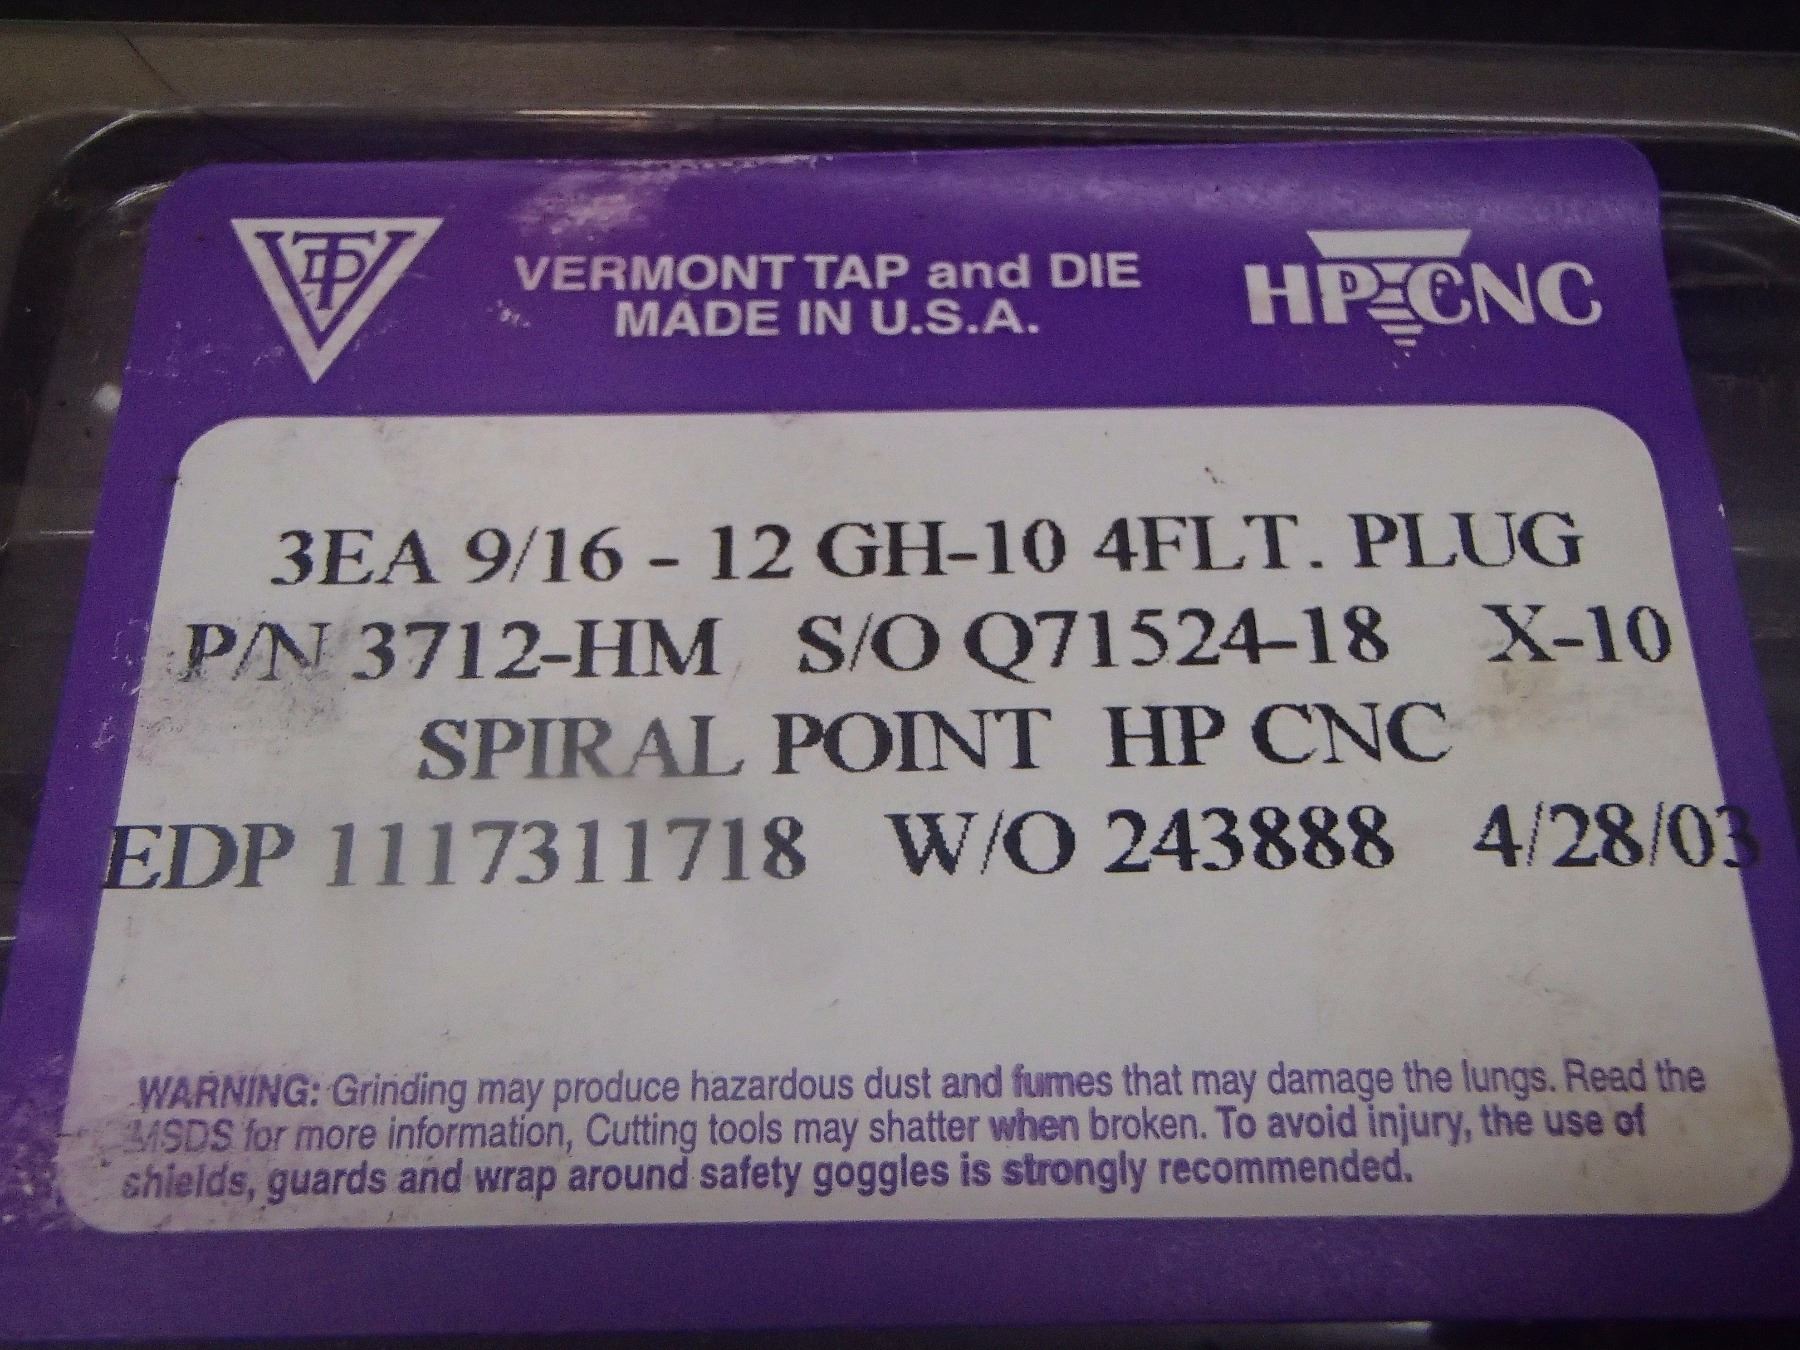 VTD
VERMONT TAP and DIE
MADE IN U.S.A.
HP CNC
3EA 9/16 - 12 GH-10 4FLT. PLUG
P/N 3712-HM S/O Q71524-18 X-10
SPIRAL POINT HP CNC
EDP 1117311718 W/O 243888 4/28/03
WARNING: Grinding may produce hazardous dust and fumes that may damage the lungs. Read the
MSDS for more information, Cutting tools may shatter when broken. To avoid injury, the use of
shields, guards and wrap around safety goggles is strongly recommended.